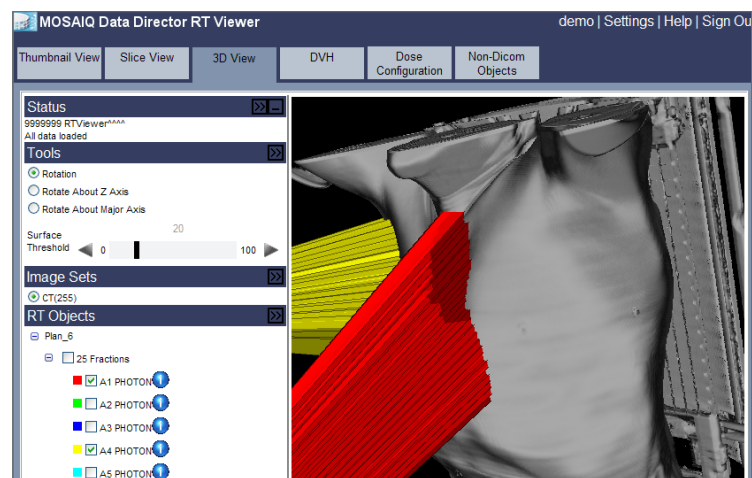 MOSAIQ Data Director RT Viewer
demo | Settings | Help | Sign Ou
Thumbnail View
Slice View
3D View
DVH
Dose
Configuration
Non-Dicom
Objects
Status
9999999 RTViewer^^^^
All data loaded
Tools
Rotation
Rotate About Z Axis
Rotate About Major Axis
20
Surface
Threshold
0
100
Image Sets
CT(255)
RT Objects
Plan_6
25 Fractions
A1 PHOTON
A2 PHOTON
A3 PHOTON
A4 PHOTON
A5 PHOTON